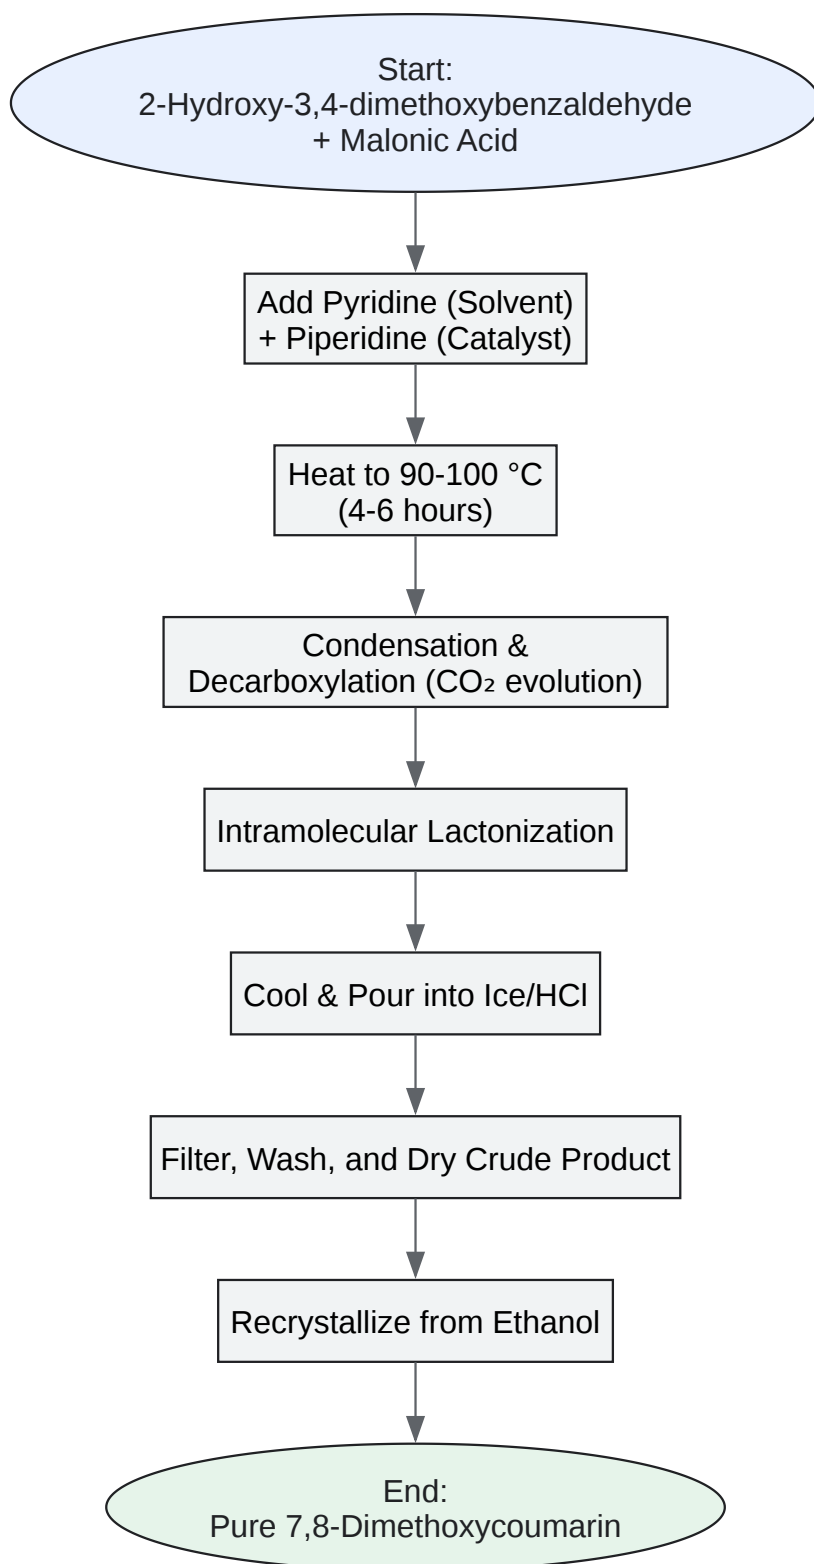 Start:
2-Hydroxy-3,4-dimethoxybenzaldehyde
+ Malonic Acid
Add Pyridine (Solvent)
+ Piperidine (Catalyst)
Heat to 90-100 °C
(4-6 hours)
Condensation &
Decarboxylation (CO₂ evolution)
Intramolecular Lactonization
Cool & Pour into Ice/HCl
Filter, Wash, and Dry Crude Product
Recrystallize from Ethanol
End:
Pure 7,8-Dimethoxycoumarin